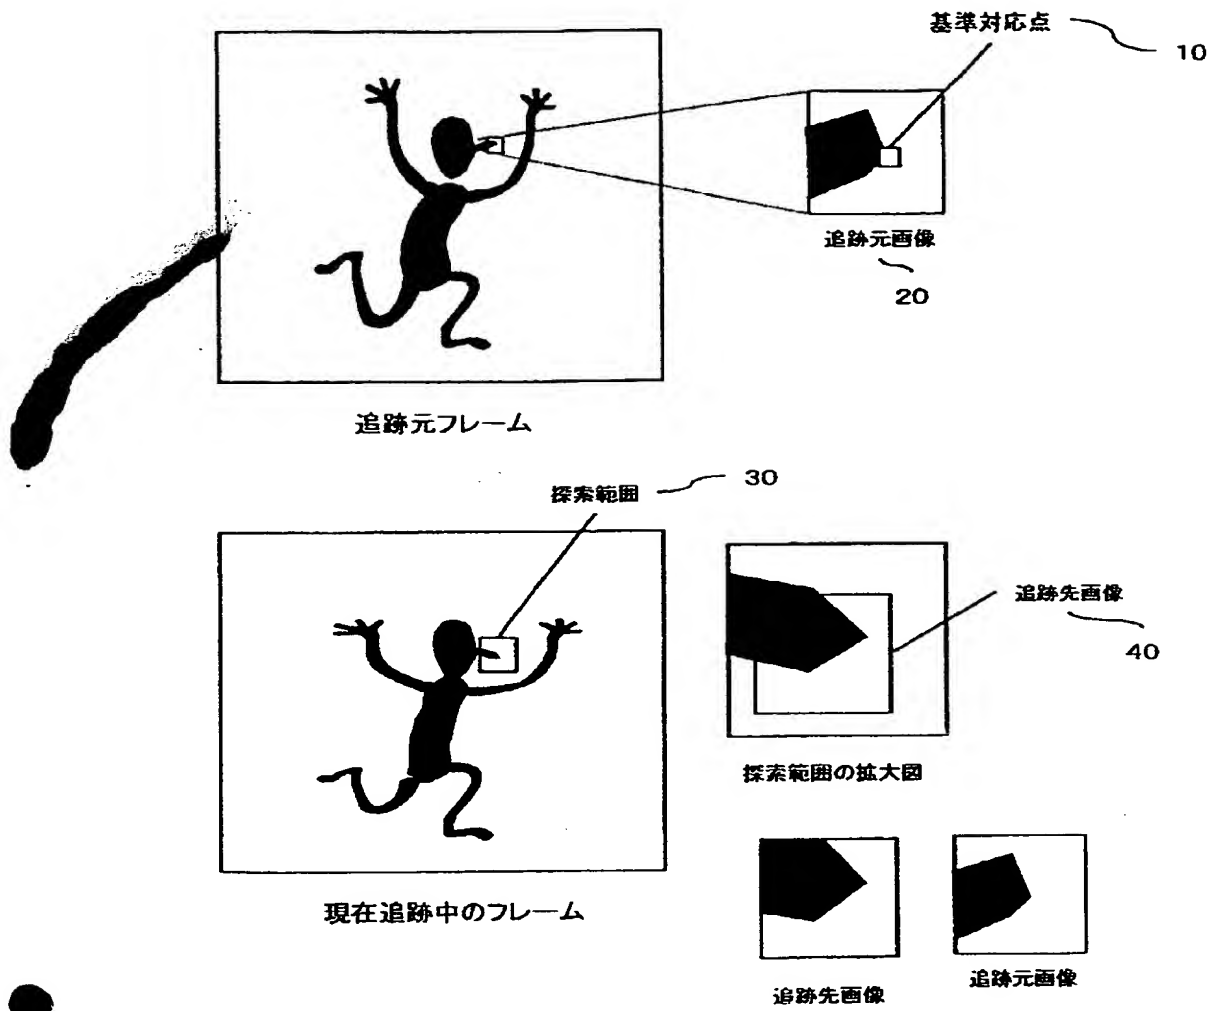 基準対応点
10
追跡元画像
20
追跡元フレーム
探索範囲
30
追跡先画像
40
探索範囲の拡大図
現在追跡中のフレーム
追跡先画像
追跡元画像